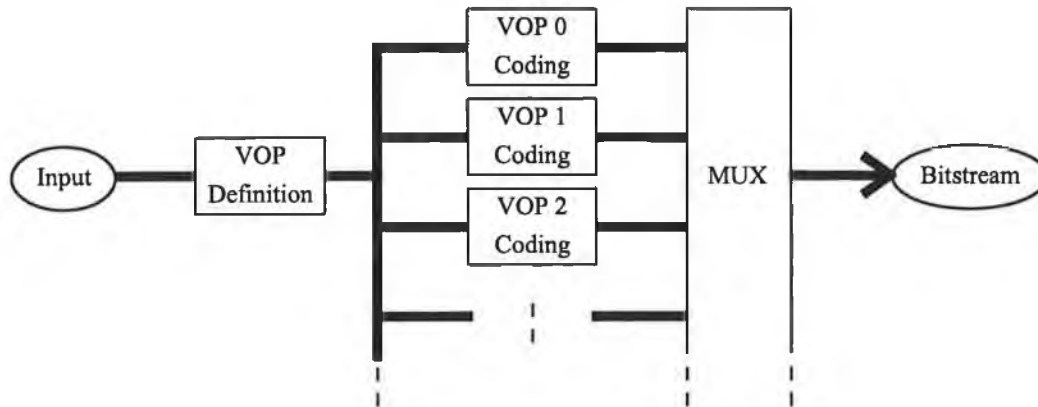 Input
VOP
Definition
VOP 0
Coding
VOP 1
Coding
VOP 2
Coding
MUX
Bitstream